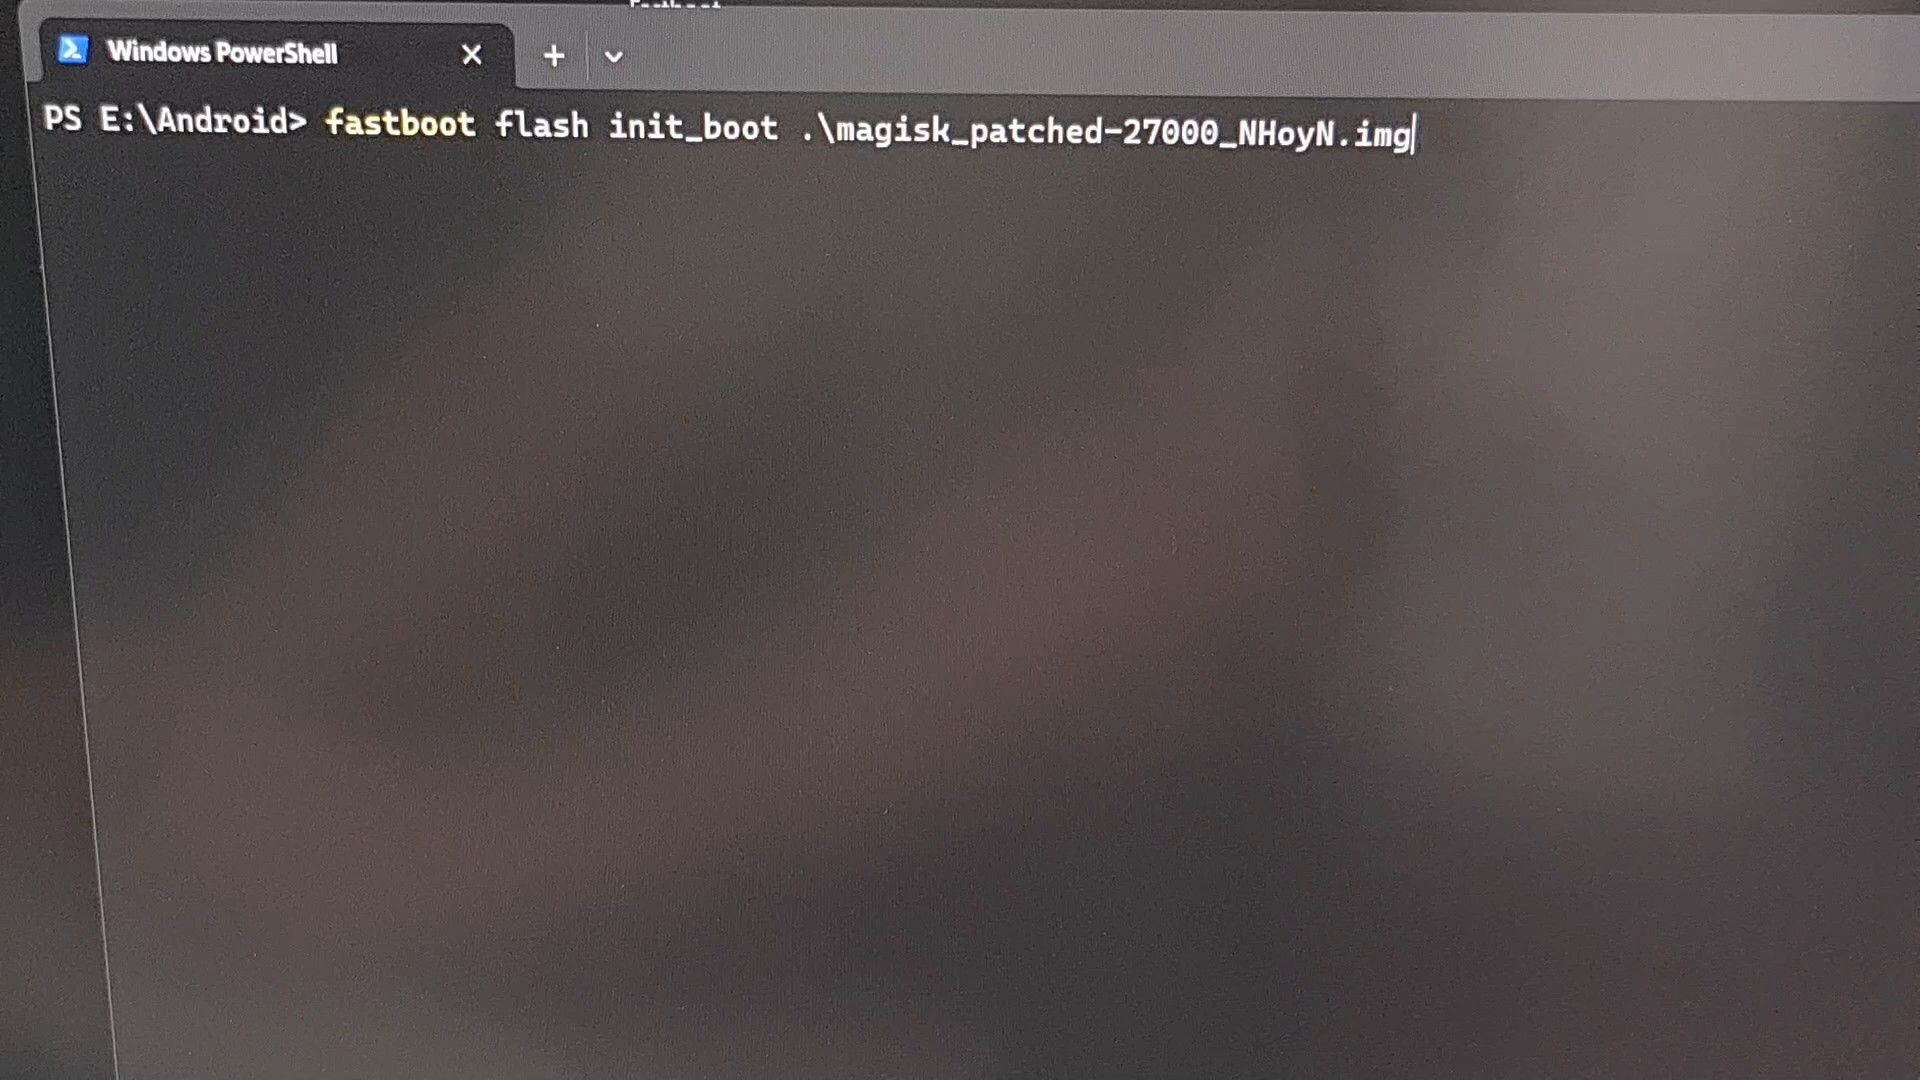 Windows PowerShell
PS E:\Android> fastboot flash init_boot .\magisk_patched-27000_NHoyN.img